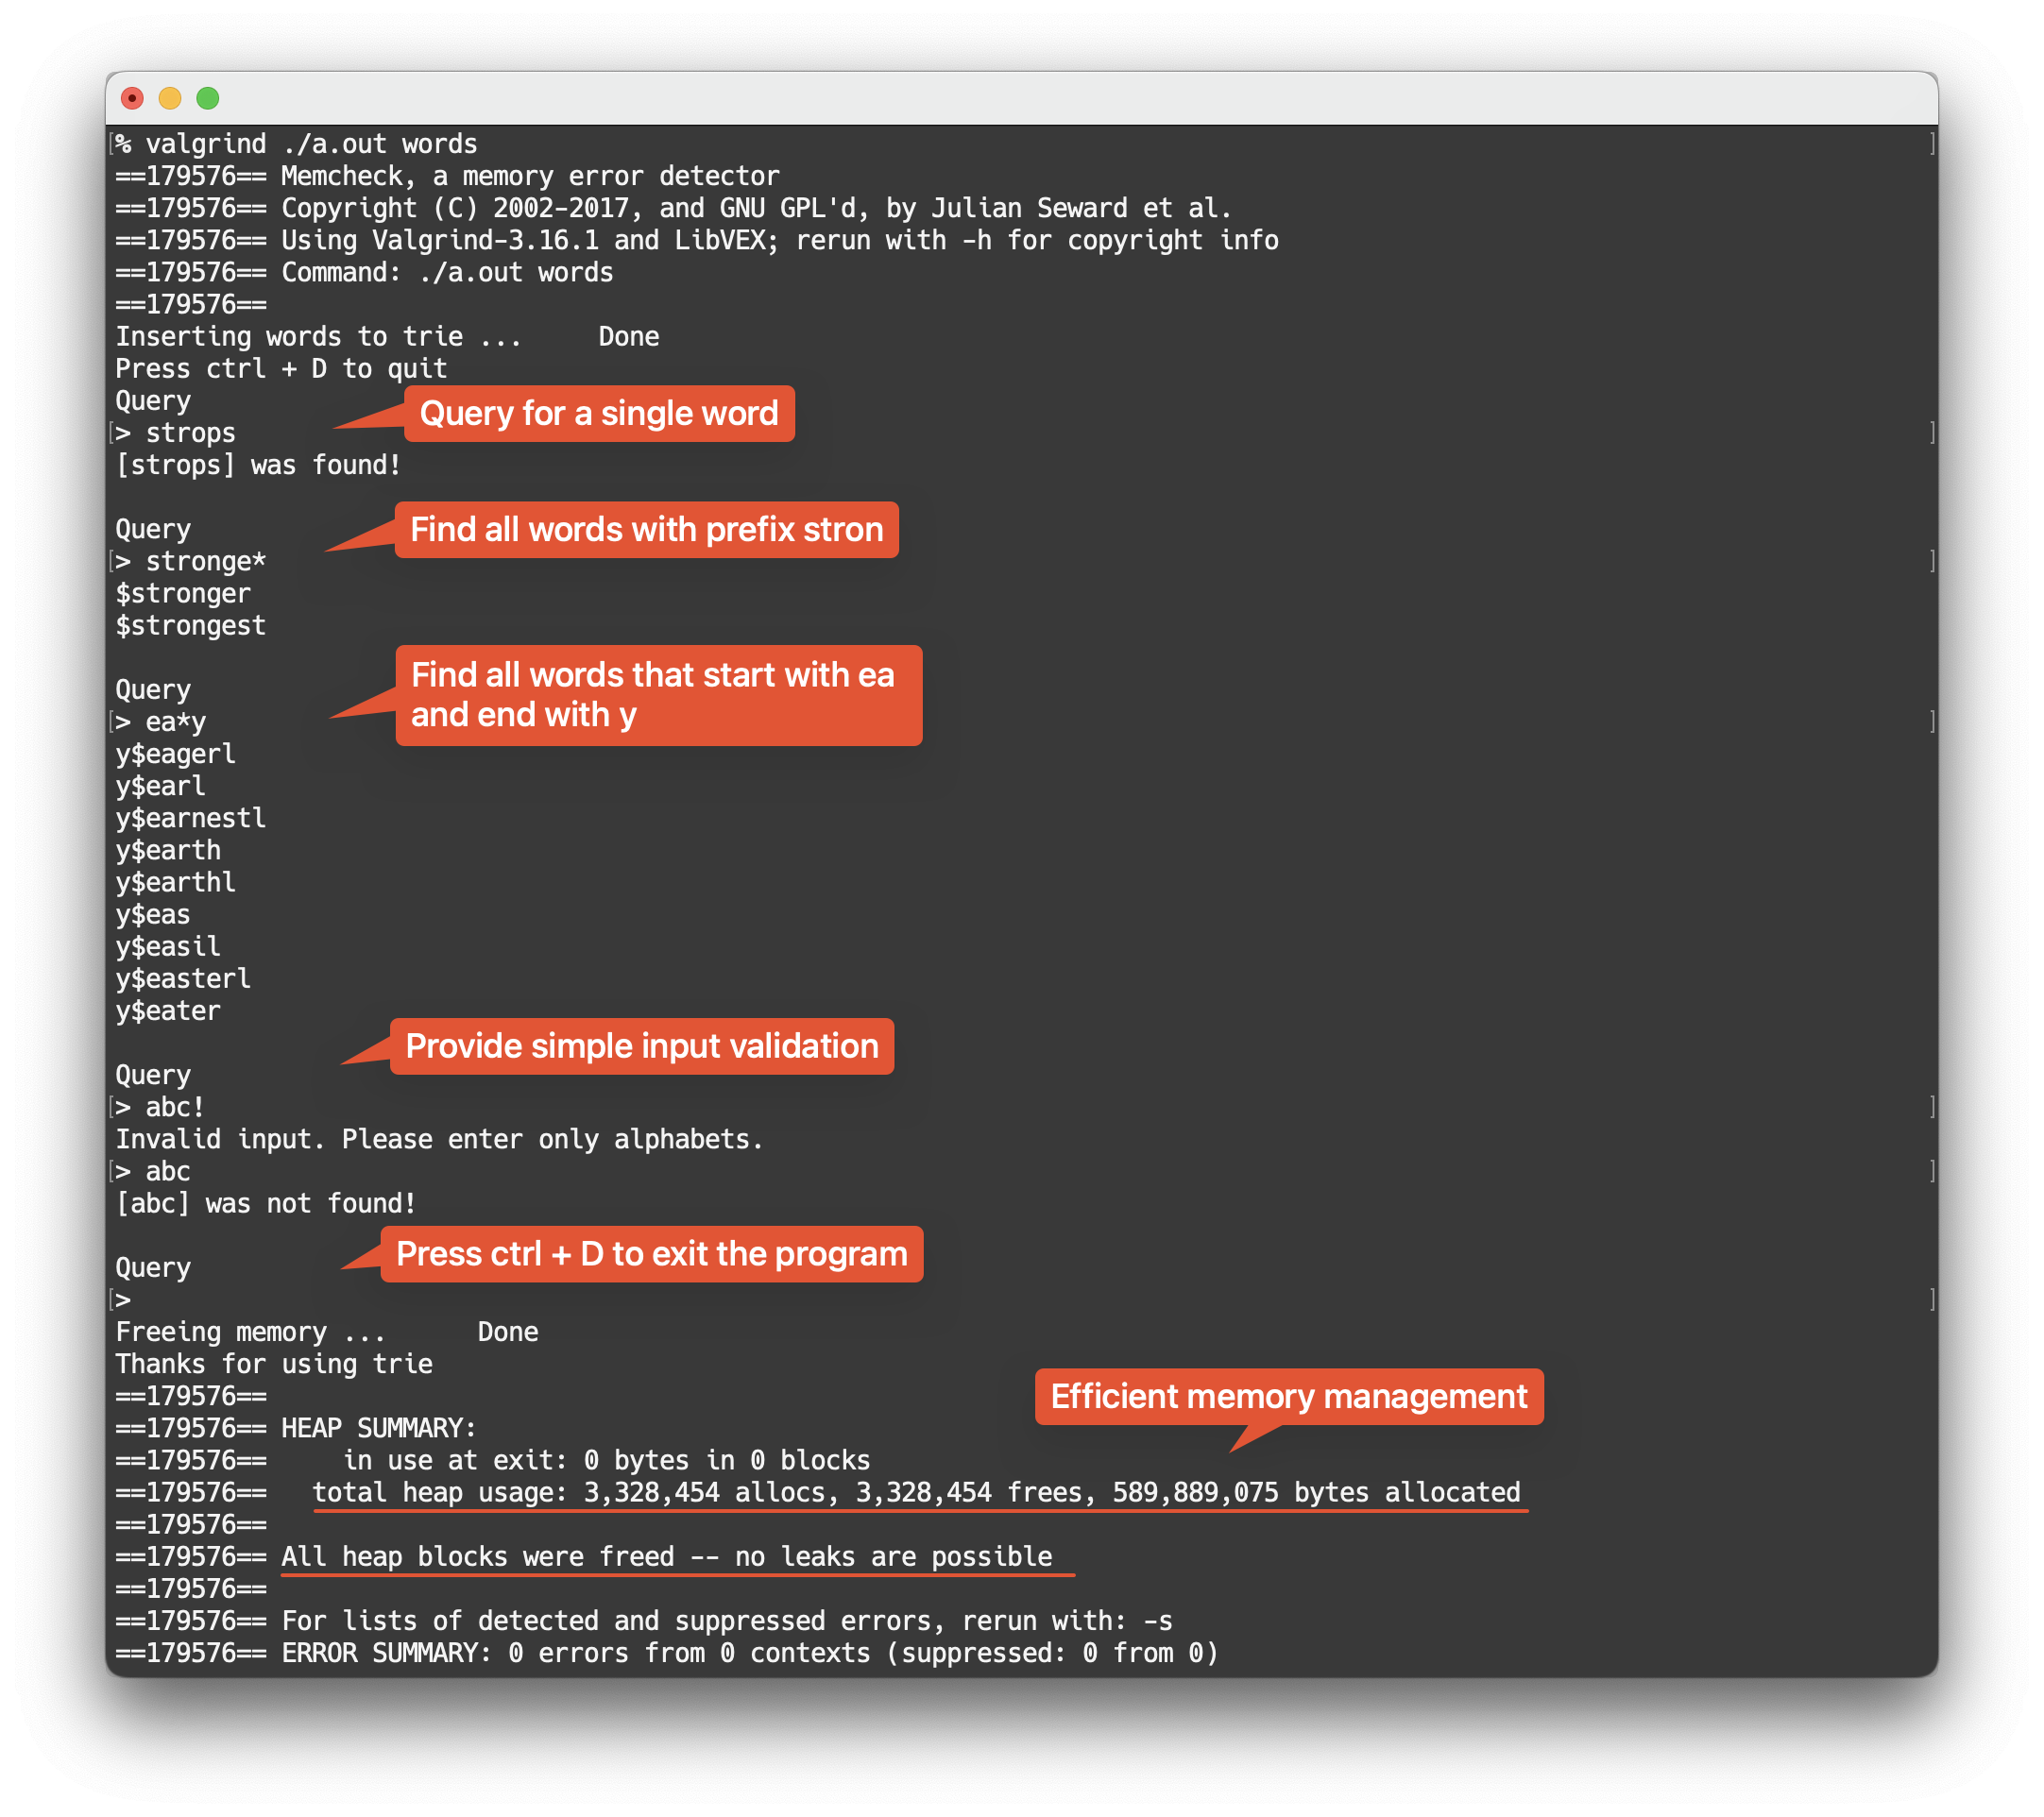 % valgrind ./a.out words
==179576== Memcheck, a memory error detector
==179576== Copyright (C) 2002-2017, and GNU GPL'd, by Julian Seward et al.
==179576== Using Valgrind-3.16.1 and LibVEX; rerun with -h for copyright info
==179576== Command: ./a.out words
==179576==
Inserting words to trie ...     Done
Press ctrl + D to quit
Query
Query for a single word
> strops
[strops] was found!
Query
Find all words with prefix stron
> stronge*
$stronger
$strongest
Query
Find all words that start with ea
and end with y
> ea*y
y$eagerl
y$earl
y$earnestl
y$earth
y$earthl
y$eas
y$easil
y$easterl
y$eater
Provide simple input validation
Query
> abc!
Invalid input. Please enter only alphabets.
> abc
[abc] was not found!
Press ctrl + D to exit the program
Query
>
Freeing memory ...      Done
Thanks for using trie
==179576==
Efficient memory management
==179576== HEAP SUMMARY:
==179576==     in use at exit: 0 bytes in 0 blocks
==179576==   total heap usage: 3,328,454 allocs, 3,328,454 frees, 589,889,075 bytes allocated
==179576==
==179576== All heap blocks were freed -- no leaks are possible
==179576==
==179576== For lists of detected and suppressed errors, rerun with: -s
==179576== ERROR SUMMARY: 0 errors from 0 contexts (suppressed: 0 from 0)